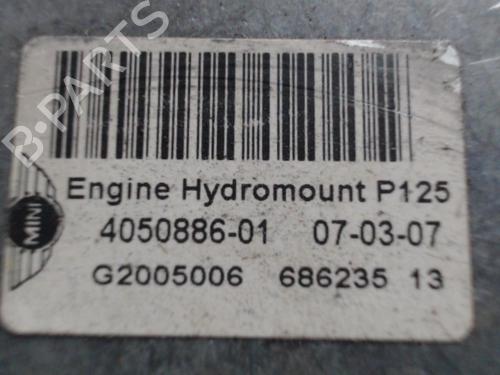 B-PARTS
Engine Hydromount P125
MINI
4050886-01 07-03-07
G2005006 686235 13